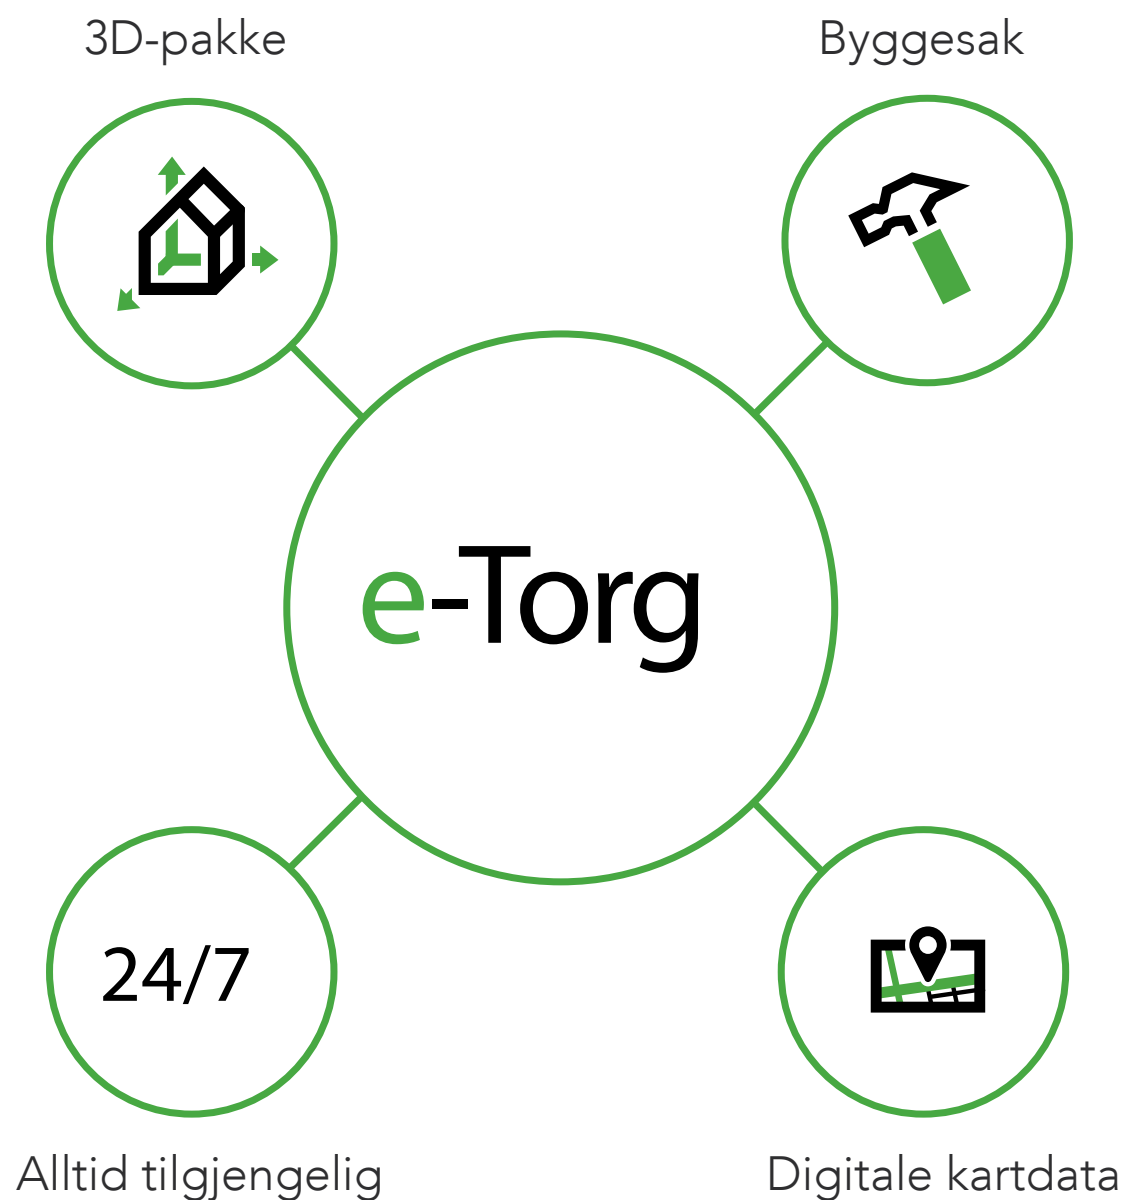 3D-pakke
Byggesak
e-Torg
24/7
Alltid tilgjengelig
Digitale kartdata